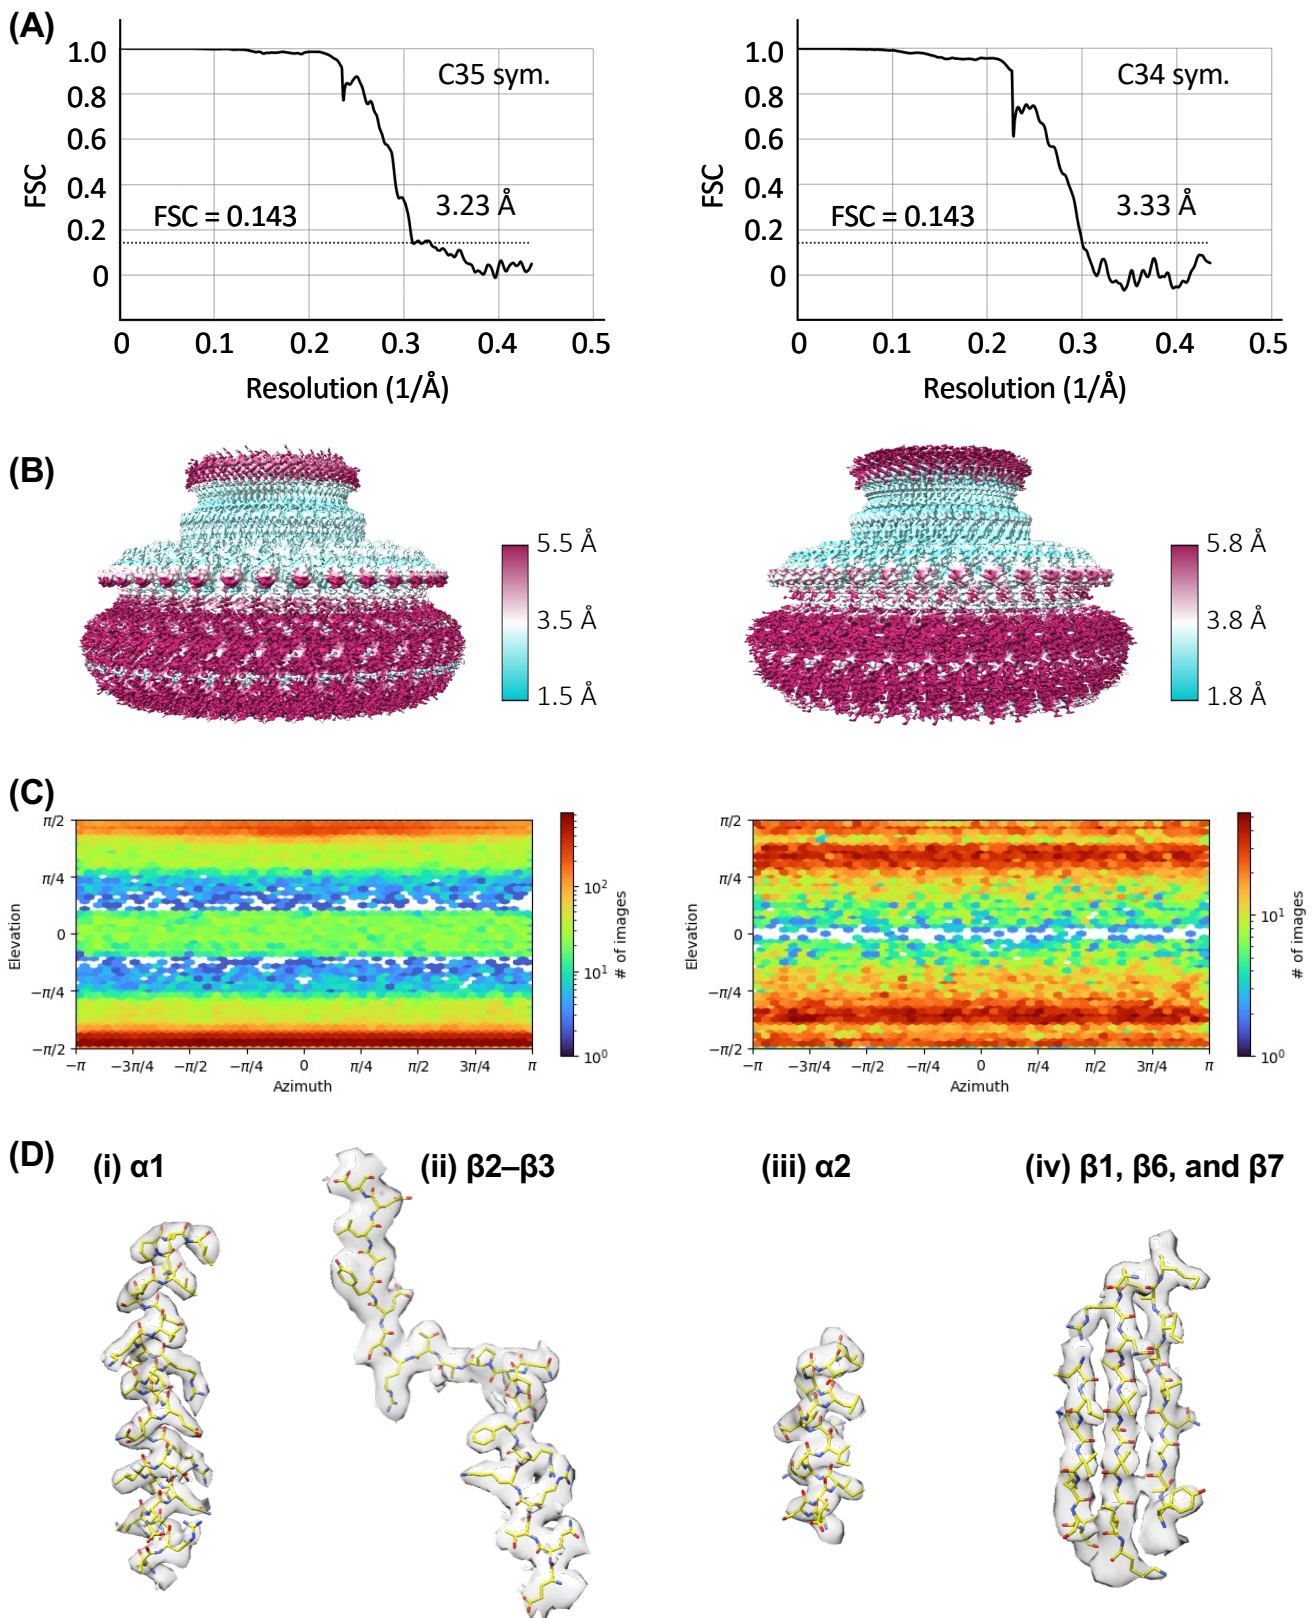 (A)
1.0
0.8
0.6
0.4
0.2
0
FSC
C35 sym.
3.23 Å
FSC = 0.143
0 0.1 0.2 0.3 0.4 0.5
Resolution (1/Å)
1.0
0.8
0.6
0.4
0.2
0
FSC
C34 sym.
3.33 Å
FSC = 0.143
0 0.1 0.2 0.3 0.4 0.5
Resolution (1/Å)
(B)
5.5 Å
3.5 Å
1.5 Å
5.8 Å
3.8 Å
1.8 Å
(C)
π/2
π/4
0
−π/4
−π/2
Elevation
−π −3π/4 −π/2 −π/4 0 π/4 π/2 3π/4 π
Azimuth
10²
10¹
10⁰
# of images
π/2
π/4
0
−π/4
−π/2
Elevation
−π −3π/4 −π/2 −π/4 0 π/4 π/2 3π/4 π
Azimuth
10¹
10⁰
# of images
(D)
(i) α1
(ii) β2–β3
(iii) α2
(iv) β1, β6, and β7